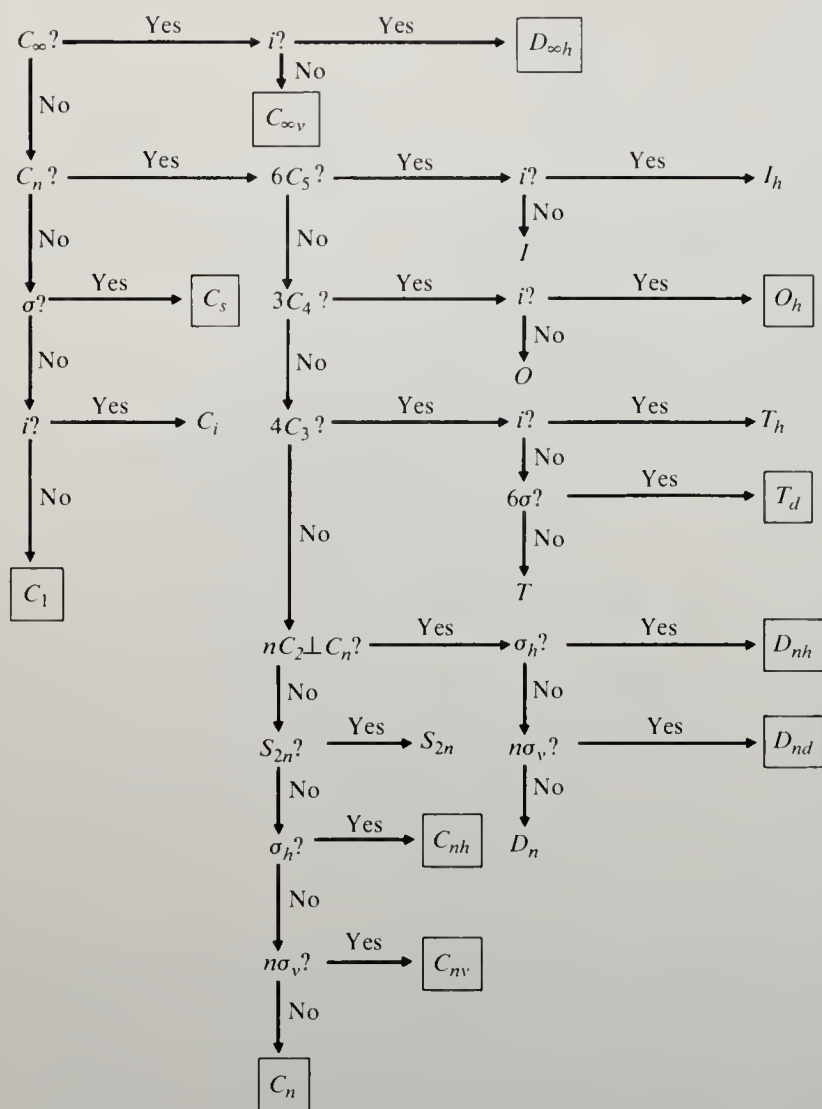 C∞? Yes i? Yes D∞h
No No
C∞v
Cn? Yes 6C5? Yes i? Yes Ih
No No No
I
σ? Yes Cs 3C4? Yes i? Yes Oh
No No No
O
i? Yes Ci 4C3? Yes i? Yes Th
No No No
6σ? Yes Td
No
C1 T
nC2⊥Cn? Yes σh? Yes Dnh
No No
S2n? Yes S2n nσv? Yes Dnd
No No
σh? Yes Cnh Dn
No
nσv? Yes Cnv
No
Cn